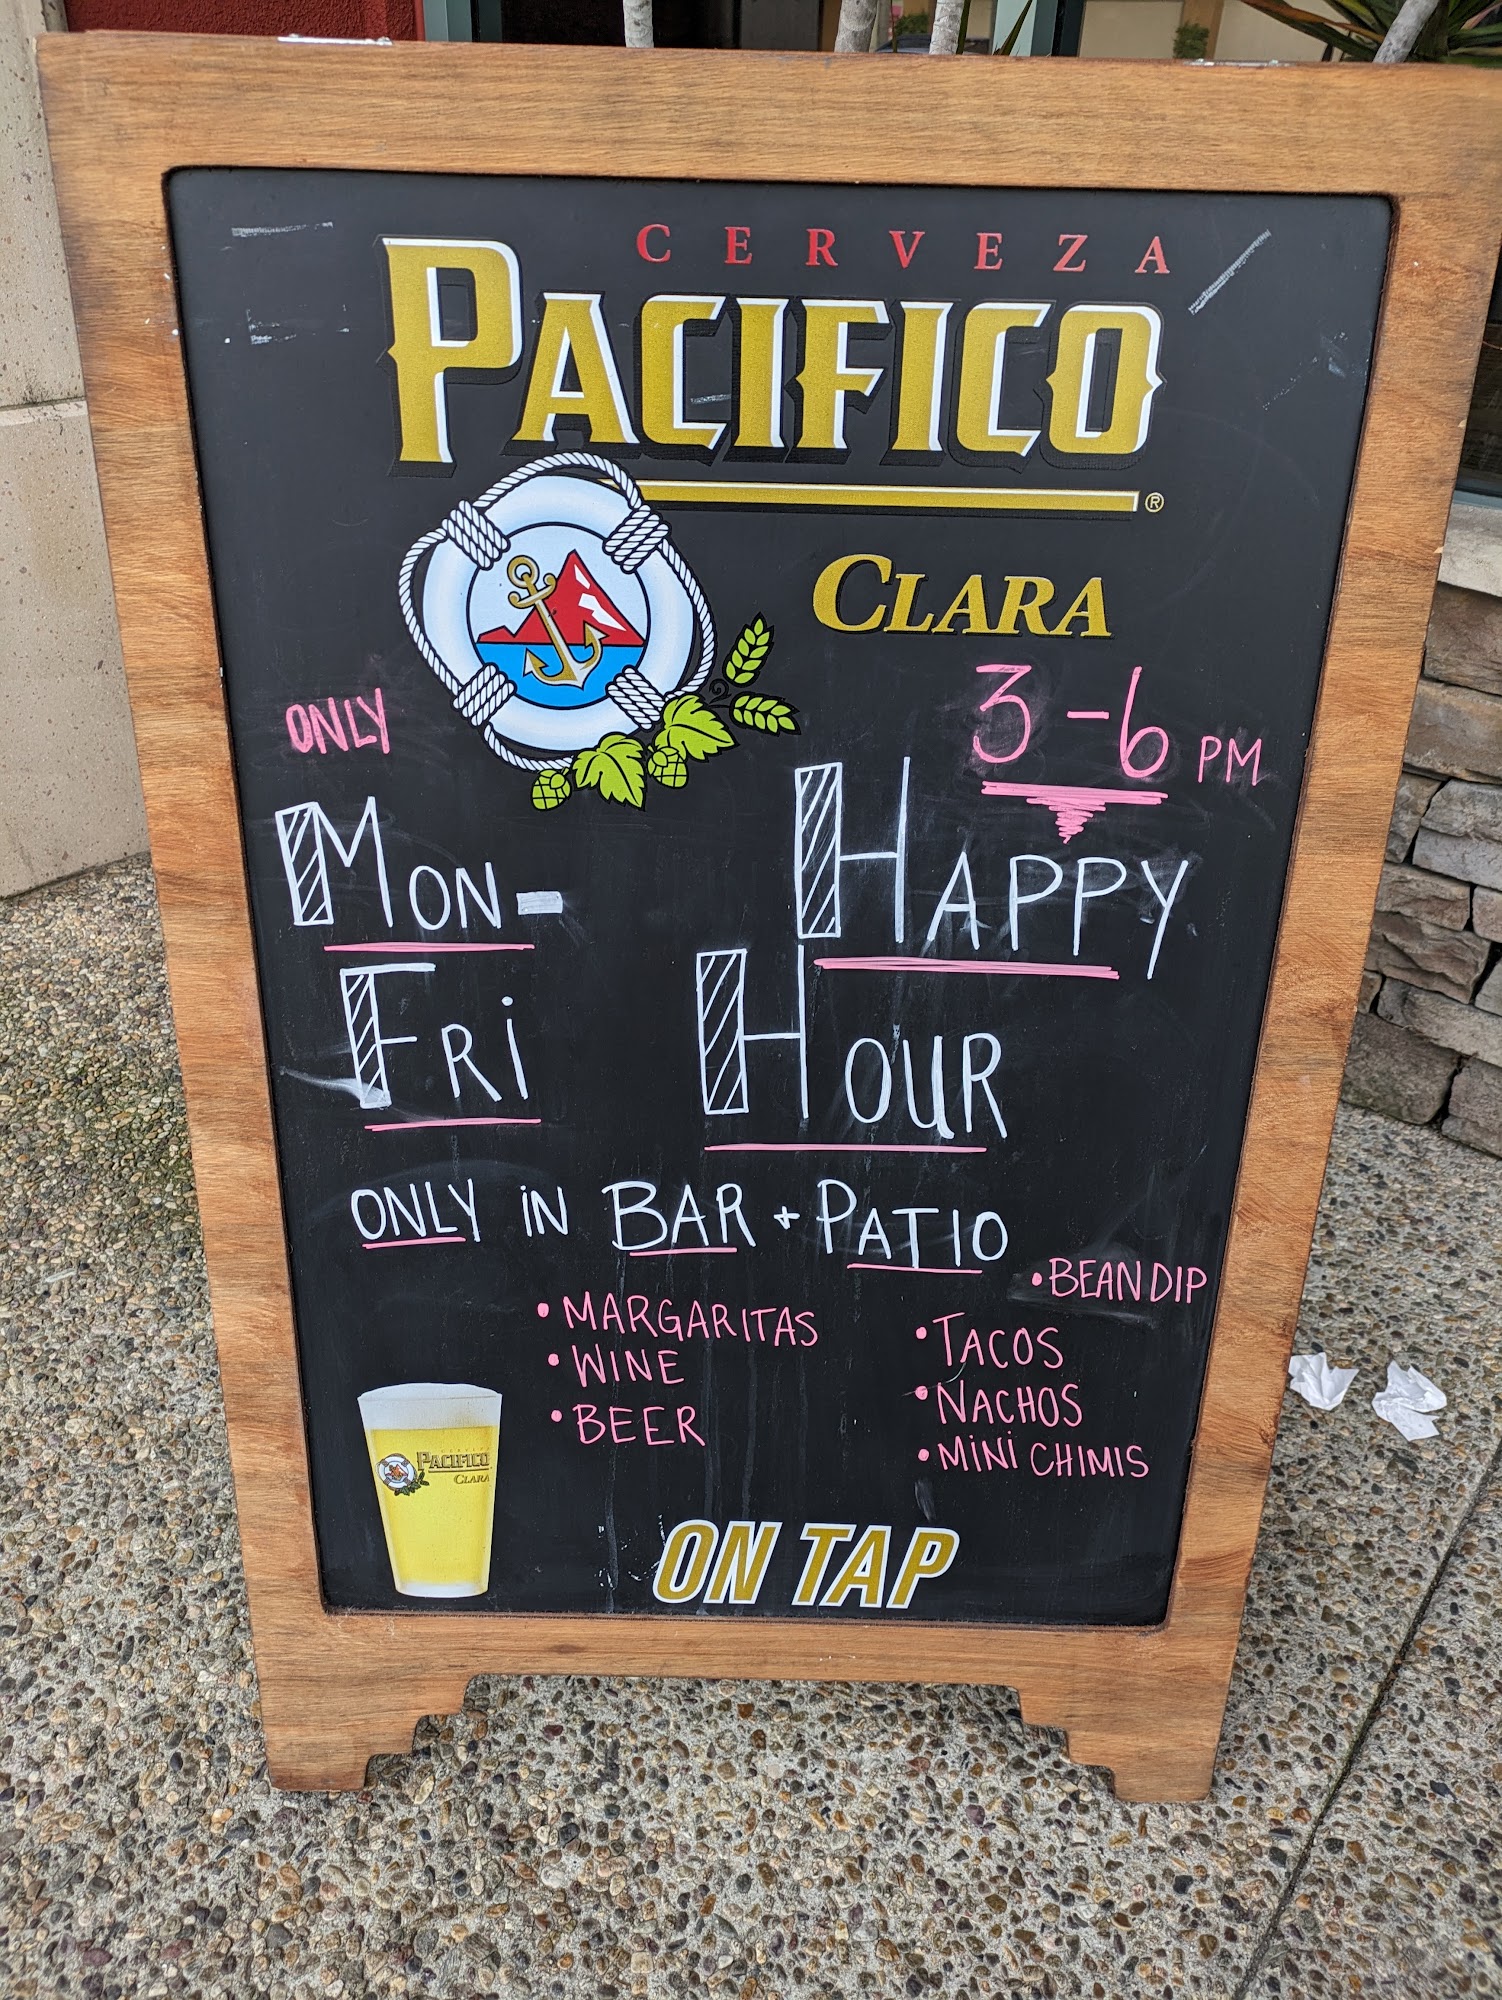 CERVEZA
PACIFICO
®
CLARA
ONLY
3-6 PM
MON-
FRI
HAPPY
HOUR
ONLY iN BAR + PATIO
• MARGARITAS
• WINE
• BEER
• BEAN DIP
• TACOS
• NACHOS
• MiNi CHIMIS
CERVEZA
PACIFICO
CLARA
ON TAP